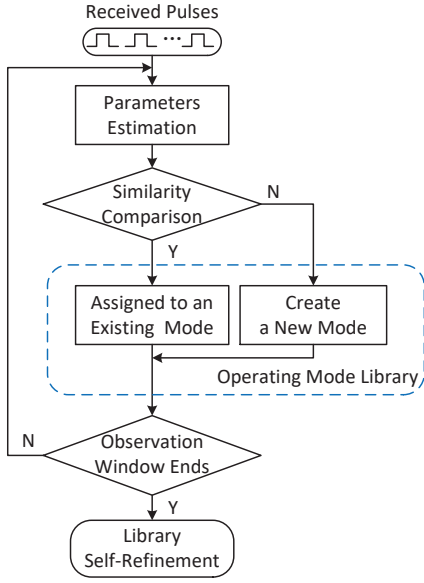 Received Pulses
...
Parameters
Estimation
Similarity
Comparison
N
Y
Assigned to an
Existing Mode
Create
a New Mode
Operating Mode Library
N
Observation
Window Ends
Y
Library
Self-Refinement